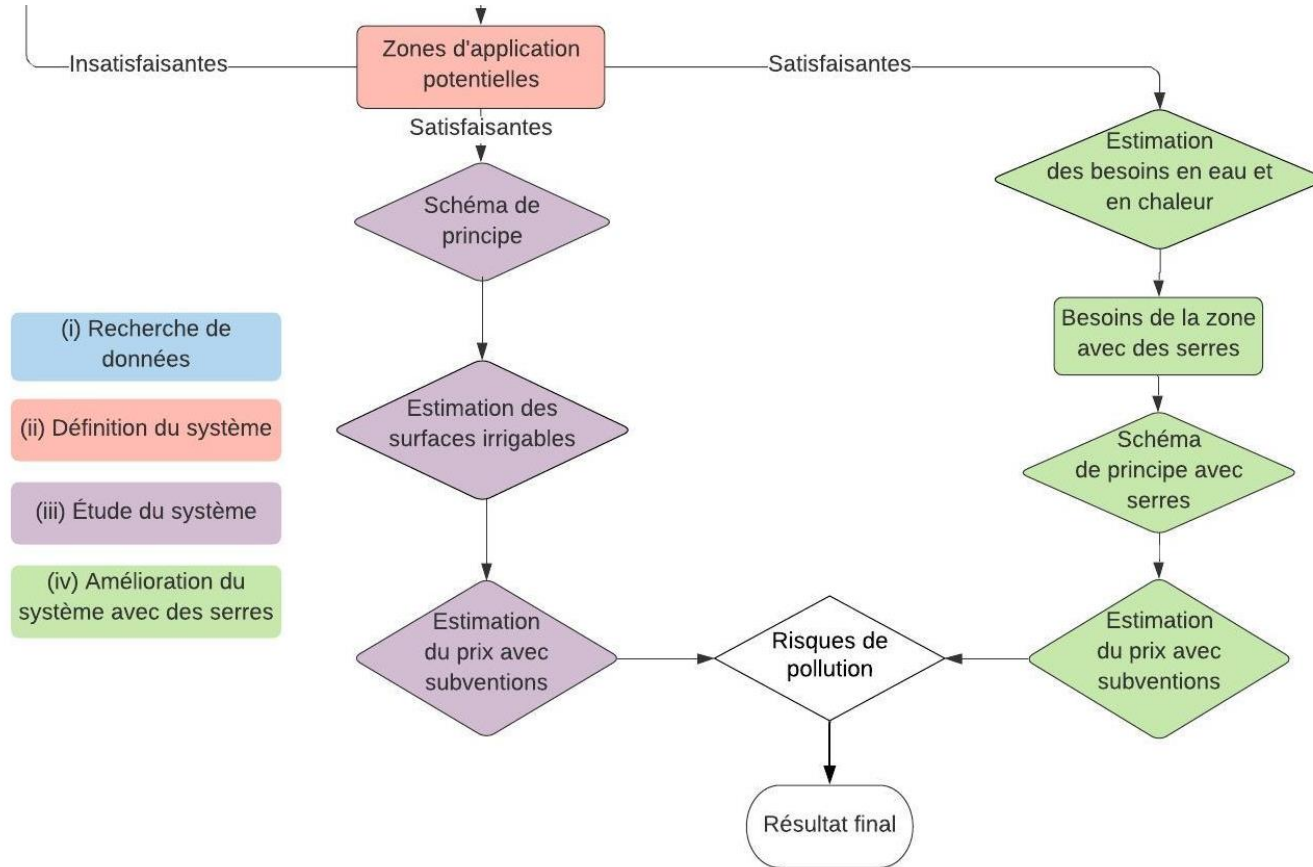 Insatisfaisantes
Zones d'application
potentielles
Satisfaisantes
Satisfaisantes
Estimation
des besoins en eau et
en chaleur
Schéma de
principe
Besoins de la zone
avec des serres
(i) Recherche de
données
(ii) Définition du système
(iii) Étude du système
(iv) Amélioration du
système avec des serres
Estimation des
surfaces irrigables
Schéma
de principe avec
serres
Estimation
du prix avec
subventions
Risques de
pollution
Estimation
du prix avec
subventions
Résultat final